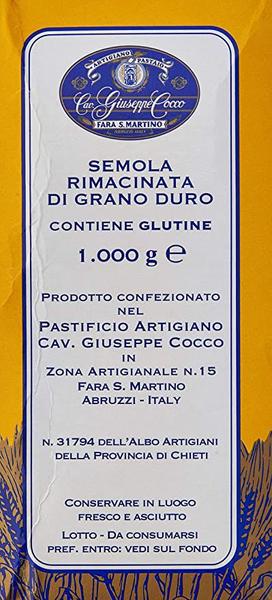 ARTIGIANO PASTAIO
Cav. Giuseppe Cocco
FARA S. MARTINO
ABRUZZI ITALY
SEMOLA
RIMACINATA
DI GRANO DURO
CONTIENE GLUTINE
1.000 g ℮
PRODOTTO CONFEZIONATO
NEL
PASTIFICIO ARTIGIANO
CAV. GIUSEPPE COCCO
IN
ZONA ARTIGIANALE N.15
FARA S. MARTINO
ABRUZZI - ITALY
N. 31794 DELL'ALBO ARTIGIANI
DELLA PROVINCIA DI CHIETI
CONSERVARE IN LUOGO
FRESCO E ASCIUTTO
LOTTO - DA CONSUMARSI
PREF. ENTRO: VEDI SUL FONDO